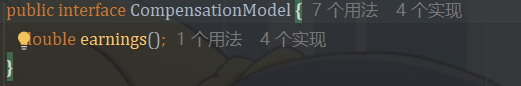 public interface CompensationModel { 7 个用法 4 个实现
double earnings(); 1 个用法 4 个实现
}